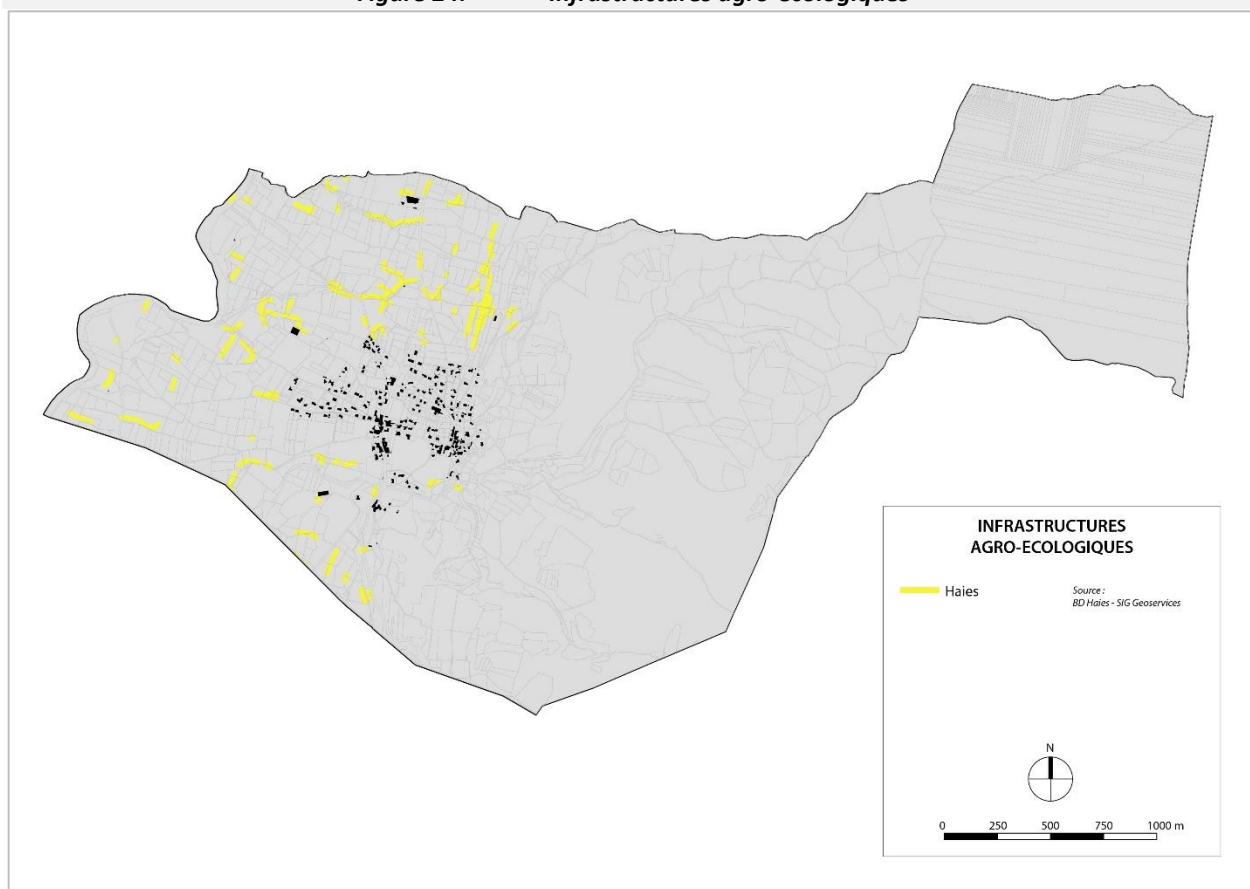 Infrastructures agro-écologiques
INFRASTRUCTURES
AGRO-ECOLOGIQUES
Haies
Source :
BD Haies - SIG Geoservices
N
0 250 500 750 1000 m